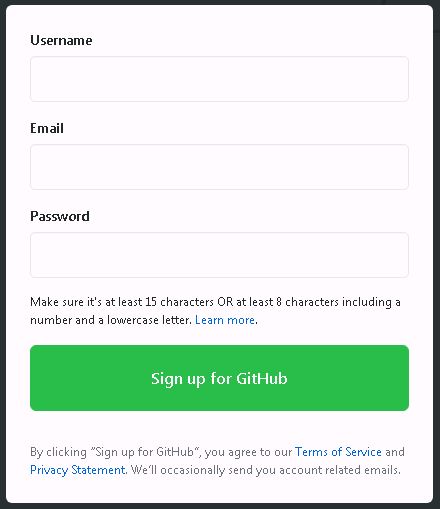 Username
Email
Password
Make sure it's at least 15 characters OR at least 8 characters including a
number and a lowercase letter. Learn more.
Sign up for GitHub
By clicking “Sign up for GitHub”, you agree to our Terms of Service and
Privacy Statement. We’ll occasionally send you account related emails.